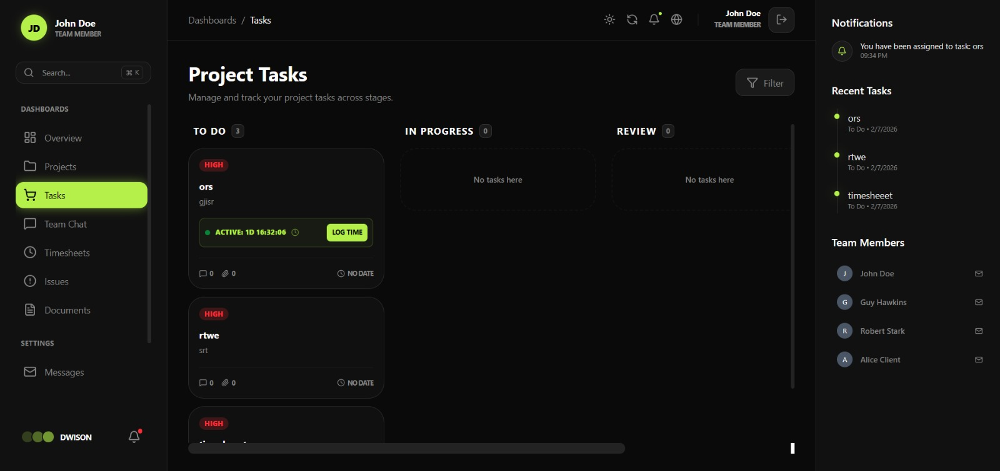 JD
John Doe
TEAM MEMBER
Search...
⌘ K
DASHBOARDS
Overview
Projects
Tasks
Team Chat
Timesheets
Issues
Documents
SETTINGS
Messages
DWISON
Dashboards / Tasks
John Doe
TEAM MEMBER
Project Tasks
Manage and track your project tasks across stages.
Filter
TO DO 3
HIGH
ors
gjisr
ACTIVE: 1D 16:32:06
LOG TIME
0 0 NO DATE
HIGH
rtwe
srt
0 0 NO DATE
HIGH
IN PROGRESS 0
No tasks here
REVIEW 0
No tasks here
Notifications
You have been assigned to task: ors
09:34 PM
Recent Tasks
ors
To Do • 2/7/2026
rtwe
To Do • 2/7/2026
timesheeet
To Do • 2/7/2026
Team Members
J John Doe
G Guy Hawkins
R Robert Stark
A Alice Client